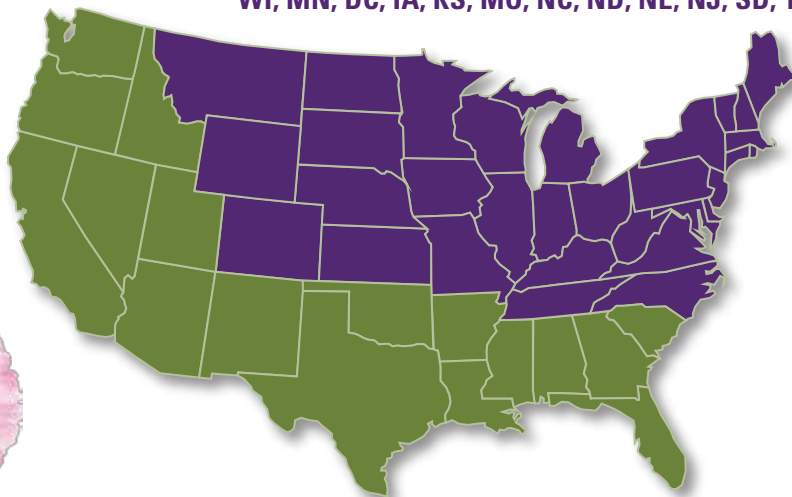 WI, MN, DC, IA, KS, MO, NC, ND, NE, NJ, SD,